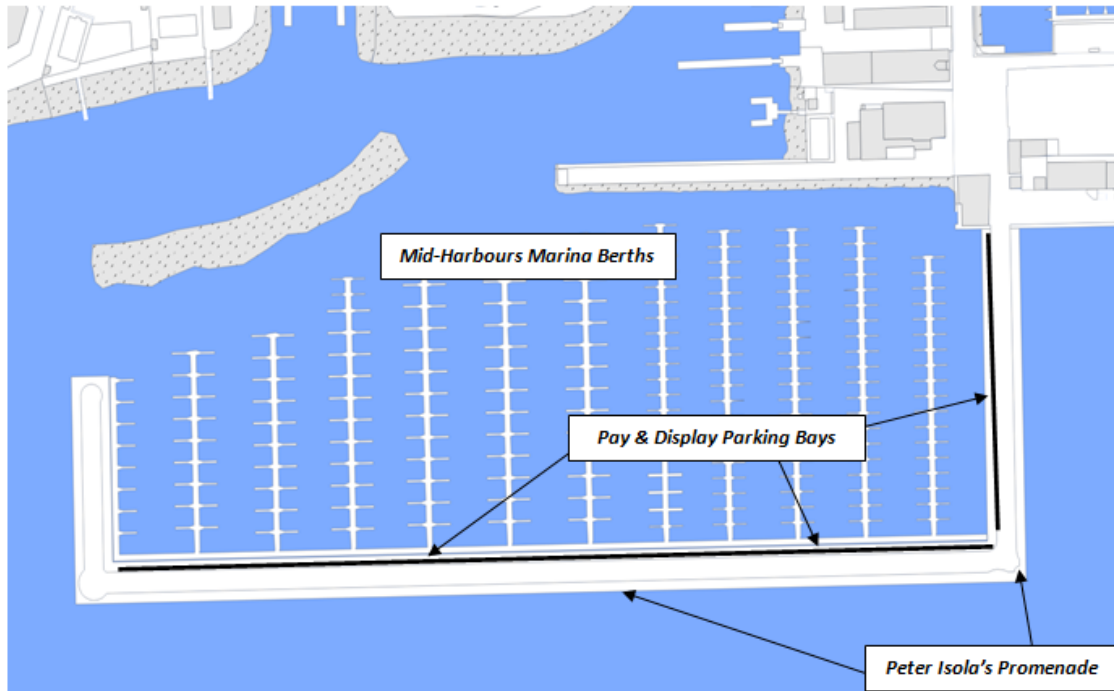 Mid-Harbours Marina Berths
Pay & Display Parking Bays
Peter Isola's Promenade